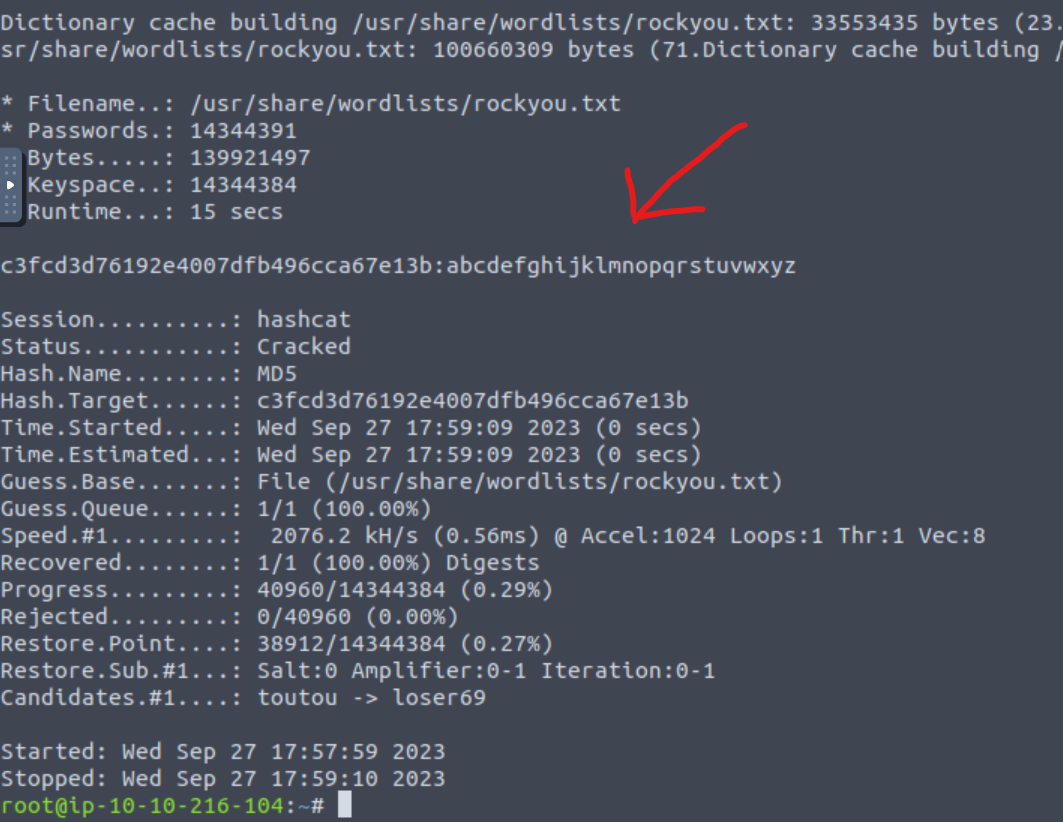 Dictionary cache building /usr/share/wordlists/rockyou.txt: 33553435 bytes (23.
sr/share/wordlists/rockyou.txt: 100660309 bytes (71.Dictionary cache building /
* Filename..: /usr/share/wordlists/rockyou.txt
* Passwords.: 14344391
Bytes.....: 139921497
Keyspace..: 14344384
Runtime...: 15 secs
c3fcd3d76192e4007dfb496cca67e13b:abcdefghijklmnopqrstuvwxyz
Session..........: hashcat
Status...........: Cracked
Hash.Name........: MD5
Hash.Target......: c3fcd3d76192e4007dfb496cca67e13b
Time.Started.....: Wed Sep 27 17:59:09 2023 (0 secs)
Time.Estimated...: Wed Sep 27 17:59:09 2023 (0 secs)
Guess.Base.......: File (/usr/share/wordlists/rockyou.txt)
Guess.Queue......: 1/1 (100.00%)
Speed.#1.........:  2076.2 kH/s (0.56ms) @ Accel:1024 Loops:1 Thr:1 Vec:8
Recovered........: 1/1 (100.00%) Digests
Progress.........: 40960/14344384 (0.29%)
Rejected.........: 0/40960 (0.00%)
Restore.Point....: 38912/14344384 (0.27%)
Restore.Sub.#1...: Salt:0 Amplifier:0-1 Iteration:0-1
Candidates.#1....: toutou -> loser69
Started: Wed Sep 27 17:57:59 2023
Stopped: Wed Sep 27 17:59:10 2023
root@ip-10-10-216-104:~#